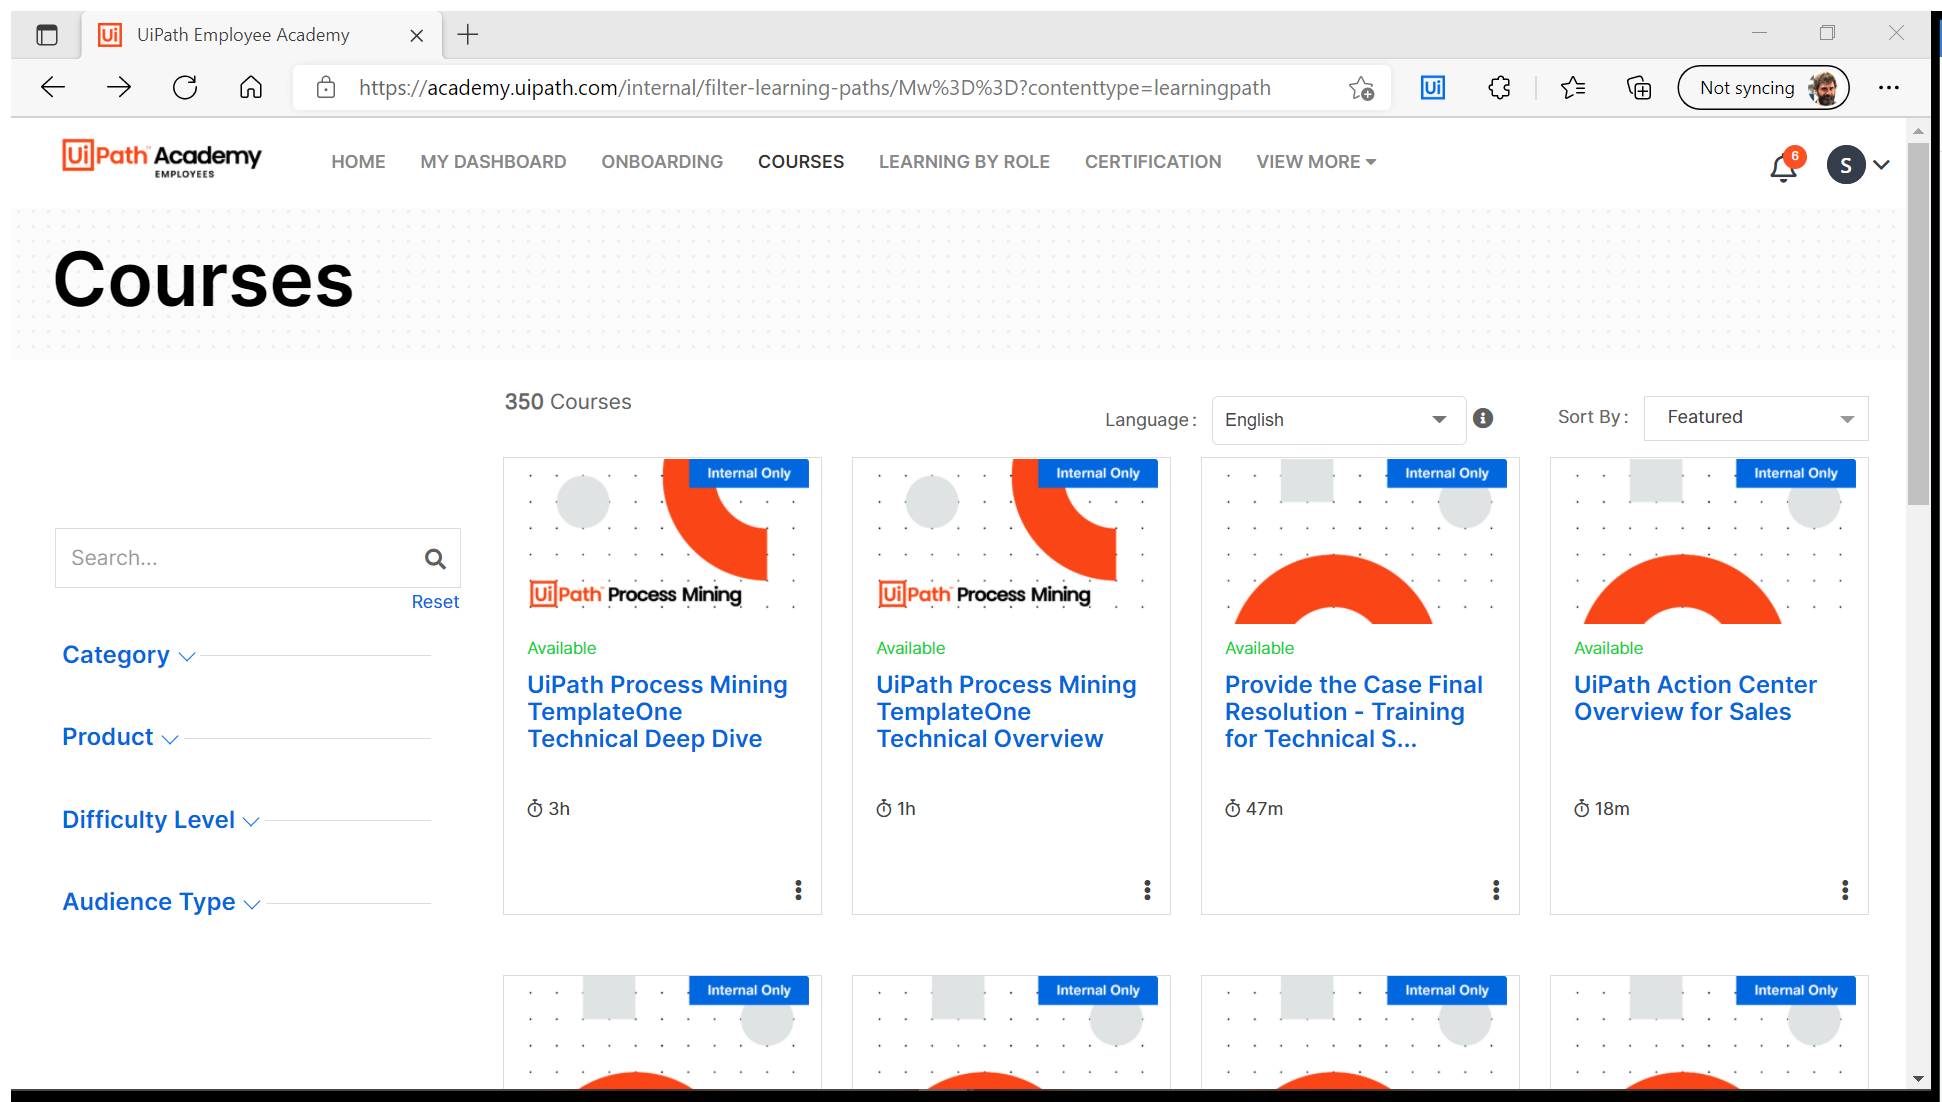 UiPath Employee Academy
https://academy.uipath.com/internal/filter-learning-paths/Mw%3D%3D?contenttype=learningpath
Ui
Not syncing
UiPath Academy
EMPLOYEES
HOME
MY DASHBOARD
ONBOARDING
COURSES
LEARNING BY ROLE
CERTIFICATION
VIEW MORE
6
S
Courses
350 Courses
Language:
English
Sort By:
Featured
Search...
Reset
Category
Product
Difficulty Level
Audience Type
Internal Only
UiPath™ Process Mining
Available
UiPath Process Mining
TemplateOne
Technical Deep Dive
3h
Internal Only
UiPath™ Process Mining
Available
UiPath Process Mining
TemplateOne
Technical Overview
1h
Internal Only
Available
Provide the Case Final
Resolution - Training
for Technical S...
47m
Internal Only
Available
UiPath Action Center
Overview for Sales
18m
Internal Only
Internal Only
Internal Only
Internal Only